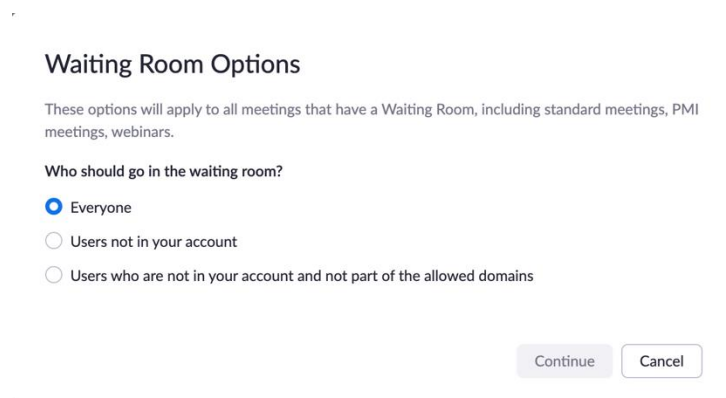 Waiting Room Options
These options will apply to all meetings that have a Waiting Room, including standard meetings, PMI
meetings, webinars.
Who should go in the waiting room?
Everyone
Users not in your account
Users who are not in your account and not part of the allowed domains
Continue Cancel